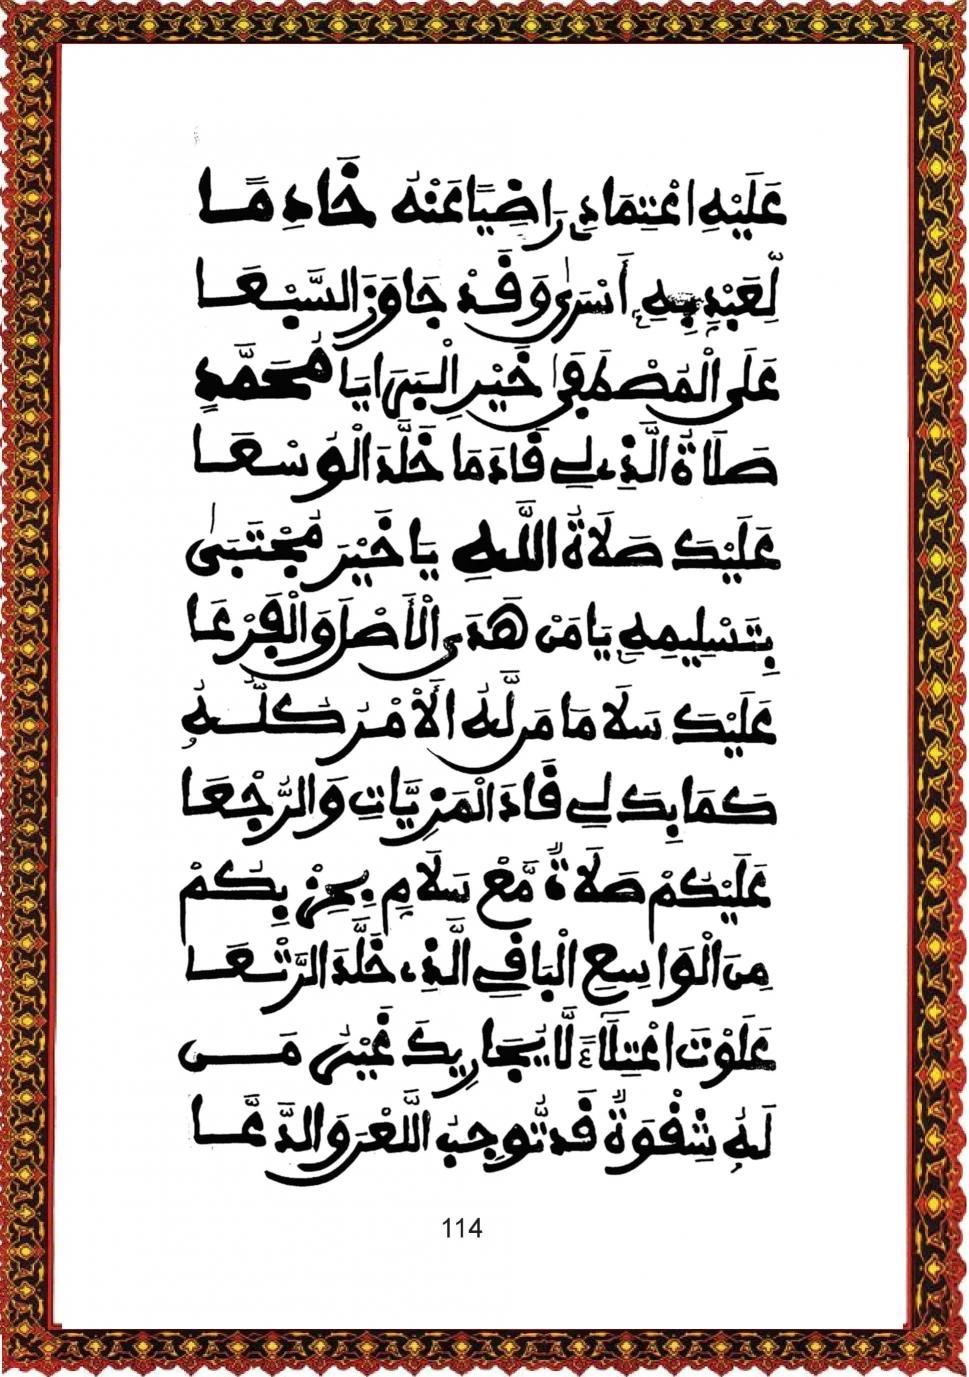 عَلَيْهِ اعْتِمَادِے رَاضِيًا عَنْهُ خَادِمًا
لِّعَبْدٍ بِهِۦٓ أَسْرَىٰ وَقَدْ جَاوَزَ السَّبْعَا
عَلَى الْمُصْطَفَىٰ خَيْرِ الْبَرَايَا مُحَمَّدٍ
صَلَاةُ الَّذِے لِے قَادَ مَا خَلَّدَ الْوُسْعَا
عَلَيْكَ صَلَاةُ اللَّهِ يَا خَيْرَ مُجْتَبَىٰ
بِتَسْلِيمِهِۦ يَا مَنْ هَدَى الْأَصْلَ وَالْفَرْعَا
عَلَيْكَ سَلَامَا مَن لَّهُ الْأَمْرُ كُلُّهُۥ
كَمَا بِكَ لِے قَادَ الْمَزِيَّاتِ وَالرُّجْعَا
عَلَيْكُمْ صَلَاةٌ مَّعْ سَلَامٍ بِحِزْبِكُمْ
مِنَ الْوَاسِعِ الْبَاقِے الَّذِے خَلَّدَ الرَّتْعَا
عَلَوْتَ اعْتِلَاءً لَّا يُجَارِيكَ غَيْرُ مَن
لَهُۥ شِقْوَةٌ قَد تُّوجِبُ اللَّعْنَ وَالدَّعَّا
114